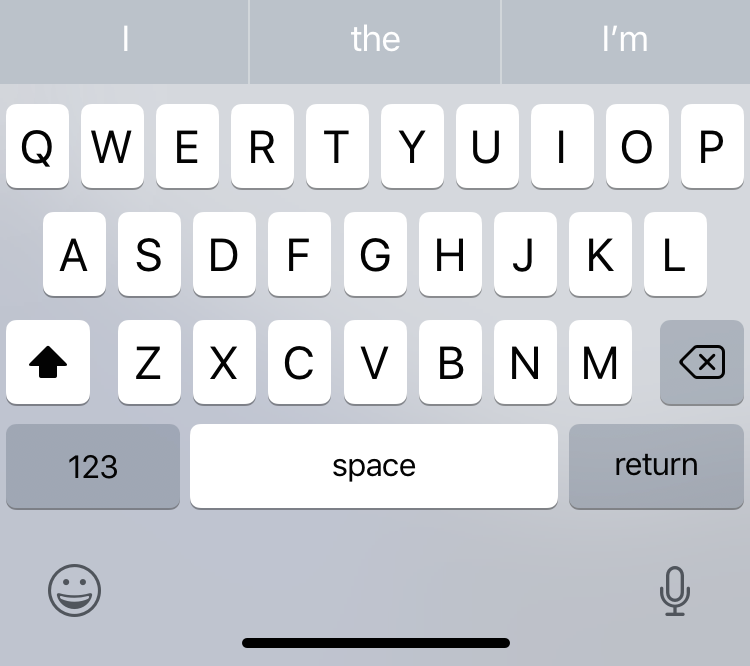 I the I’m
Q W E R T Y U I O P
A S D F G H J K L
Z X C V B N M
123 space return